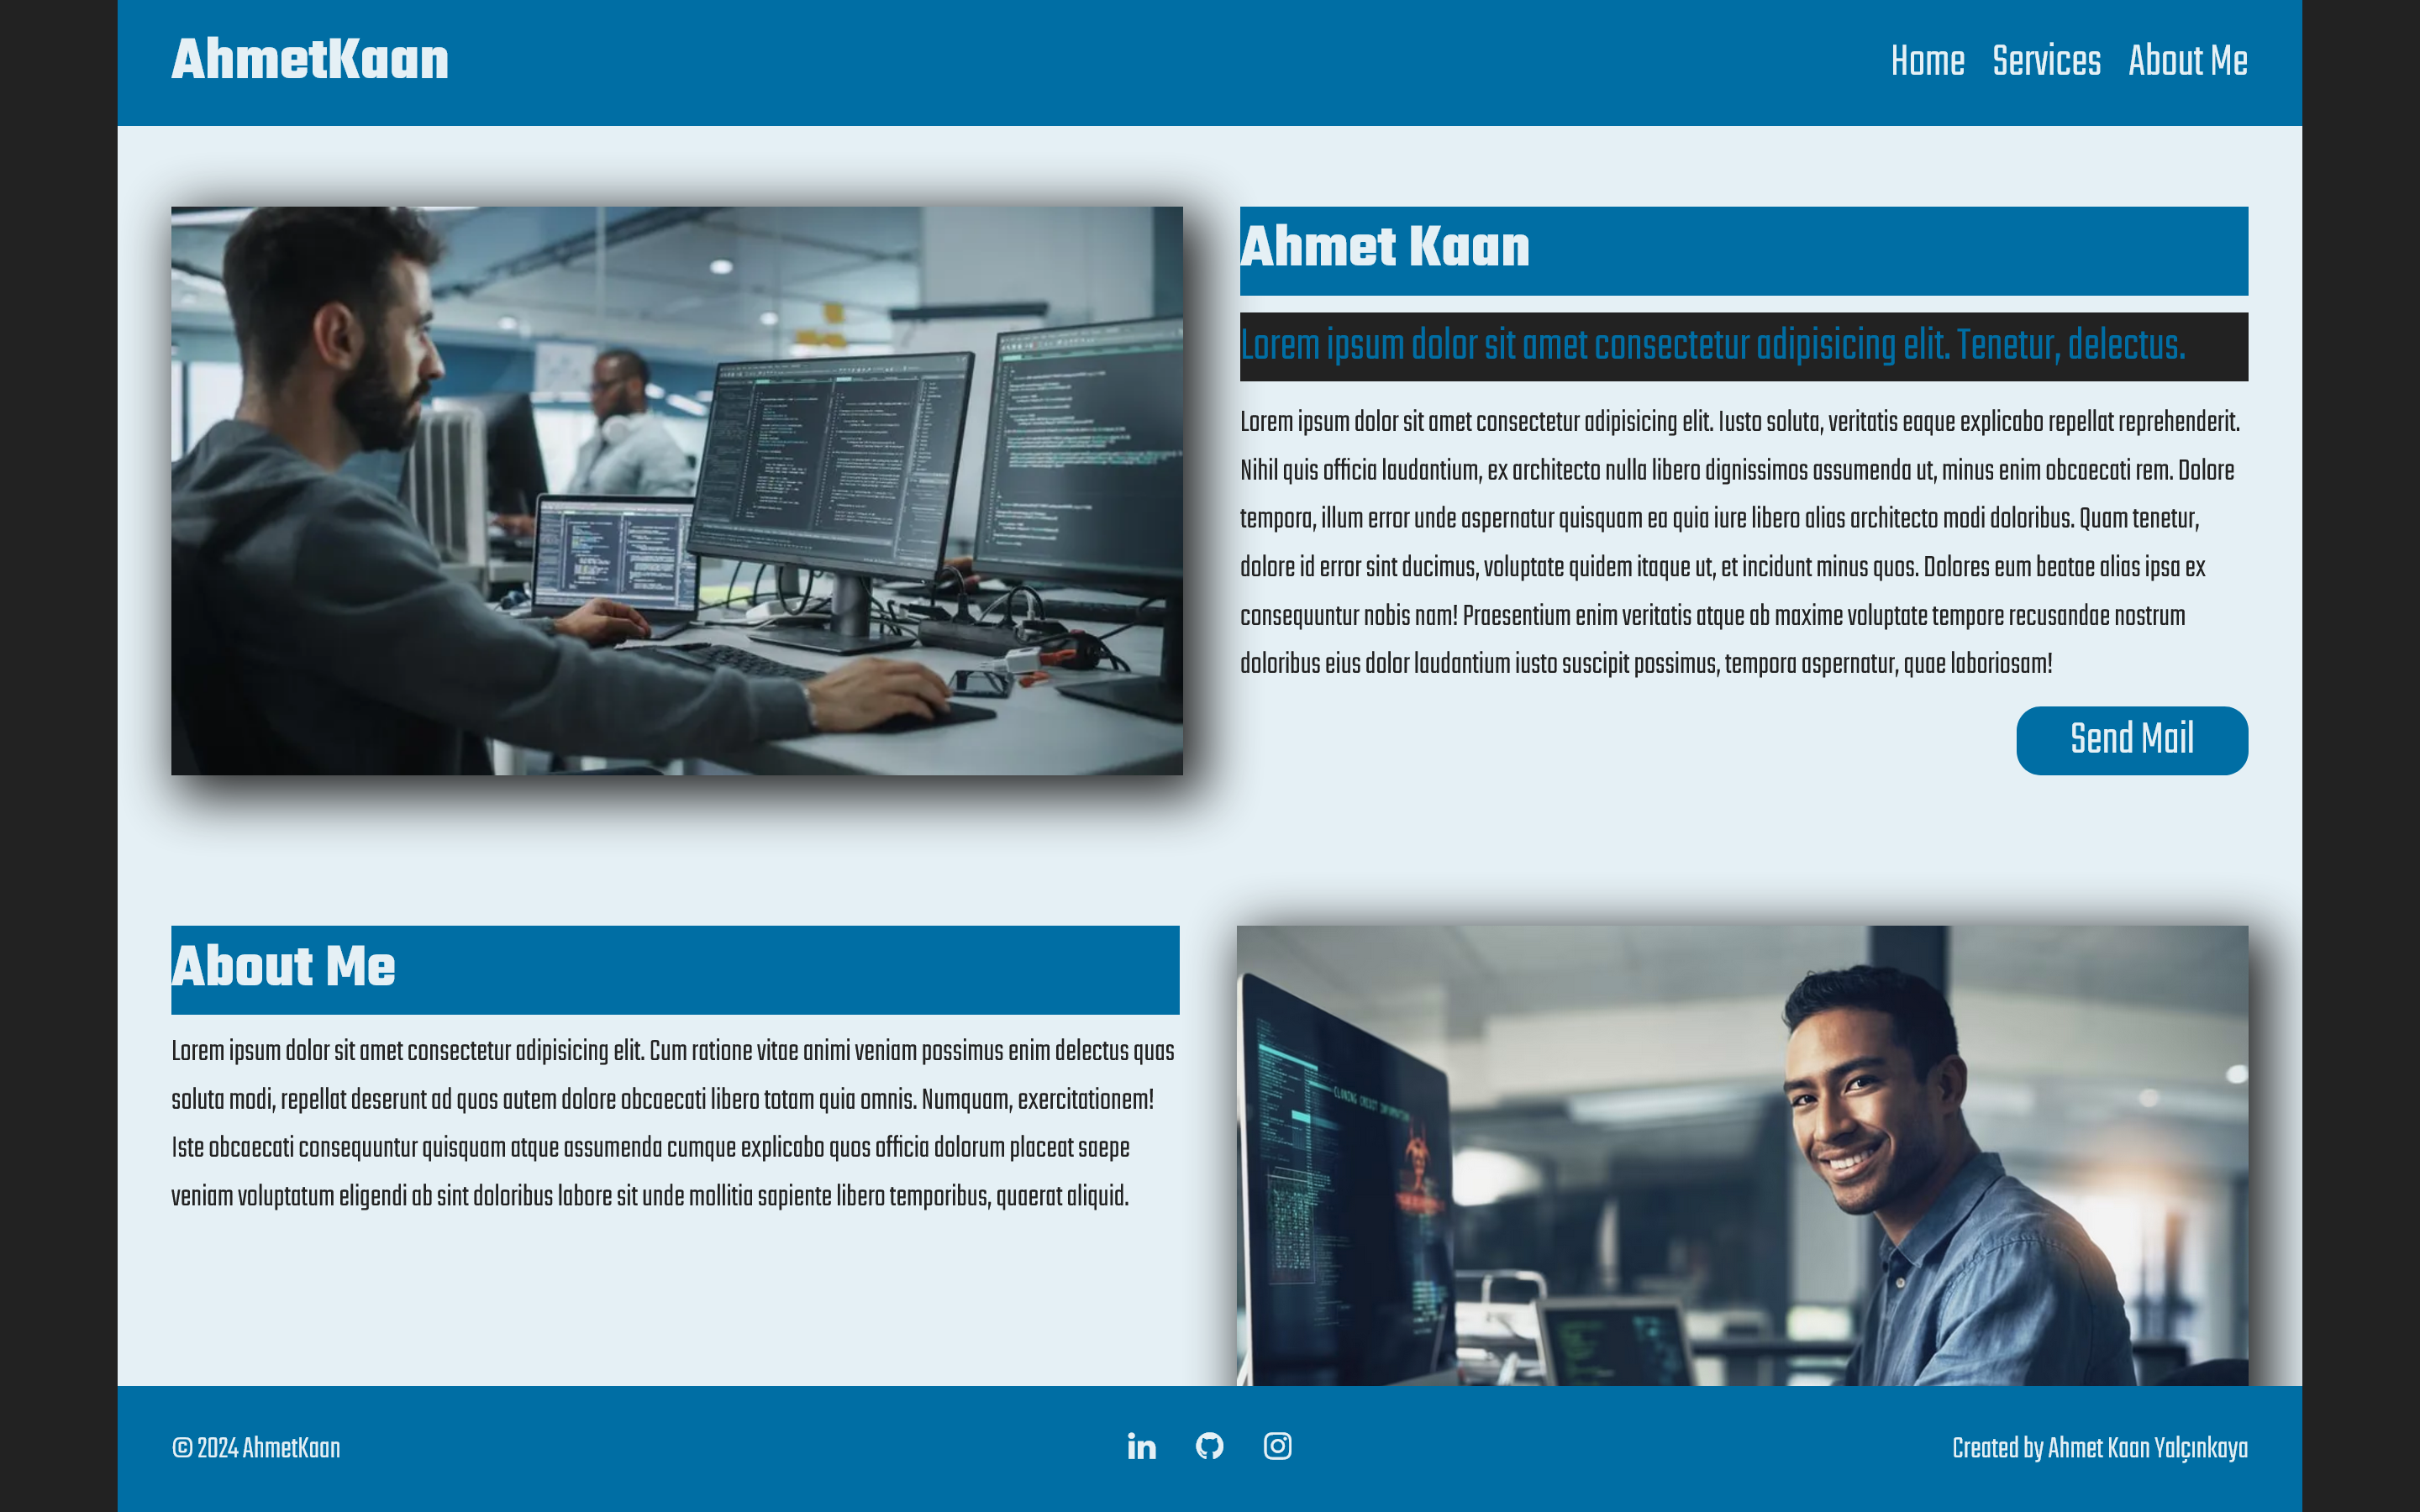 AhmetKaan
Home Services About Me
Ahmet Kaan
Lorem ipsum dolor sit amet consectetur adipisicing elit. Tenetur, delectus.
Lorem ipsum dolor sit amet consectetur adipisicing elit. Iusto soluta, veritatis eaque explicabo repellat reprehenderit.
Nihil quis officia laudantium, ex architecto nulla libero dignissimos assumenda ut, minus enim obcaecati rem. Dolore
tempora, illum error unde aspernatur quisquam ea quia iure libero alias architecto modi doloribus. Quam tenetur,
dolore id error sint ducimus, voluptate quidem itaque ut, et incidunt minus quos. Dolores eum beatae alias ipsa ex
consequuntur nobis nam! Praesentium enim veritatis atque ab maxime voluptate tempore recusandae nostrum
doloribus eius dolor laudantium iusto suscipit possimus, tempora aspernatur, quae laboriosam!
Send Mail
About Me
Lorem ipsum dolor sit amet consectetur adipisicing elit. Cum ratione vitae animi veniam possimus enim delectus quas
soluta modi, repellat deserunt ad quos autem dolore obcaecati libero totam quia omnis. Numquam, exercitationem!
Iste obcaecati consequuntur quisquam atque assumenda cumque explicabo quos officia dolorum placeat saepe
veniam voluptatum eligendi ab sint doloribus labore sit unde mollitia sapiente libero temporibus, quaerat aliquid.
© 2024 AhmetKaan
Created by Ahmet Kaan Yalçınkaya